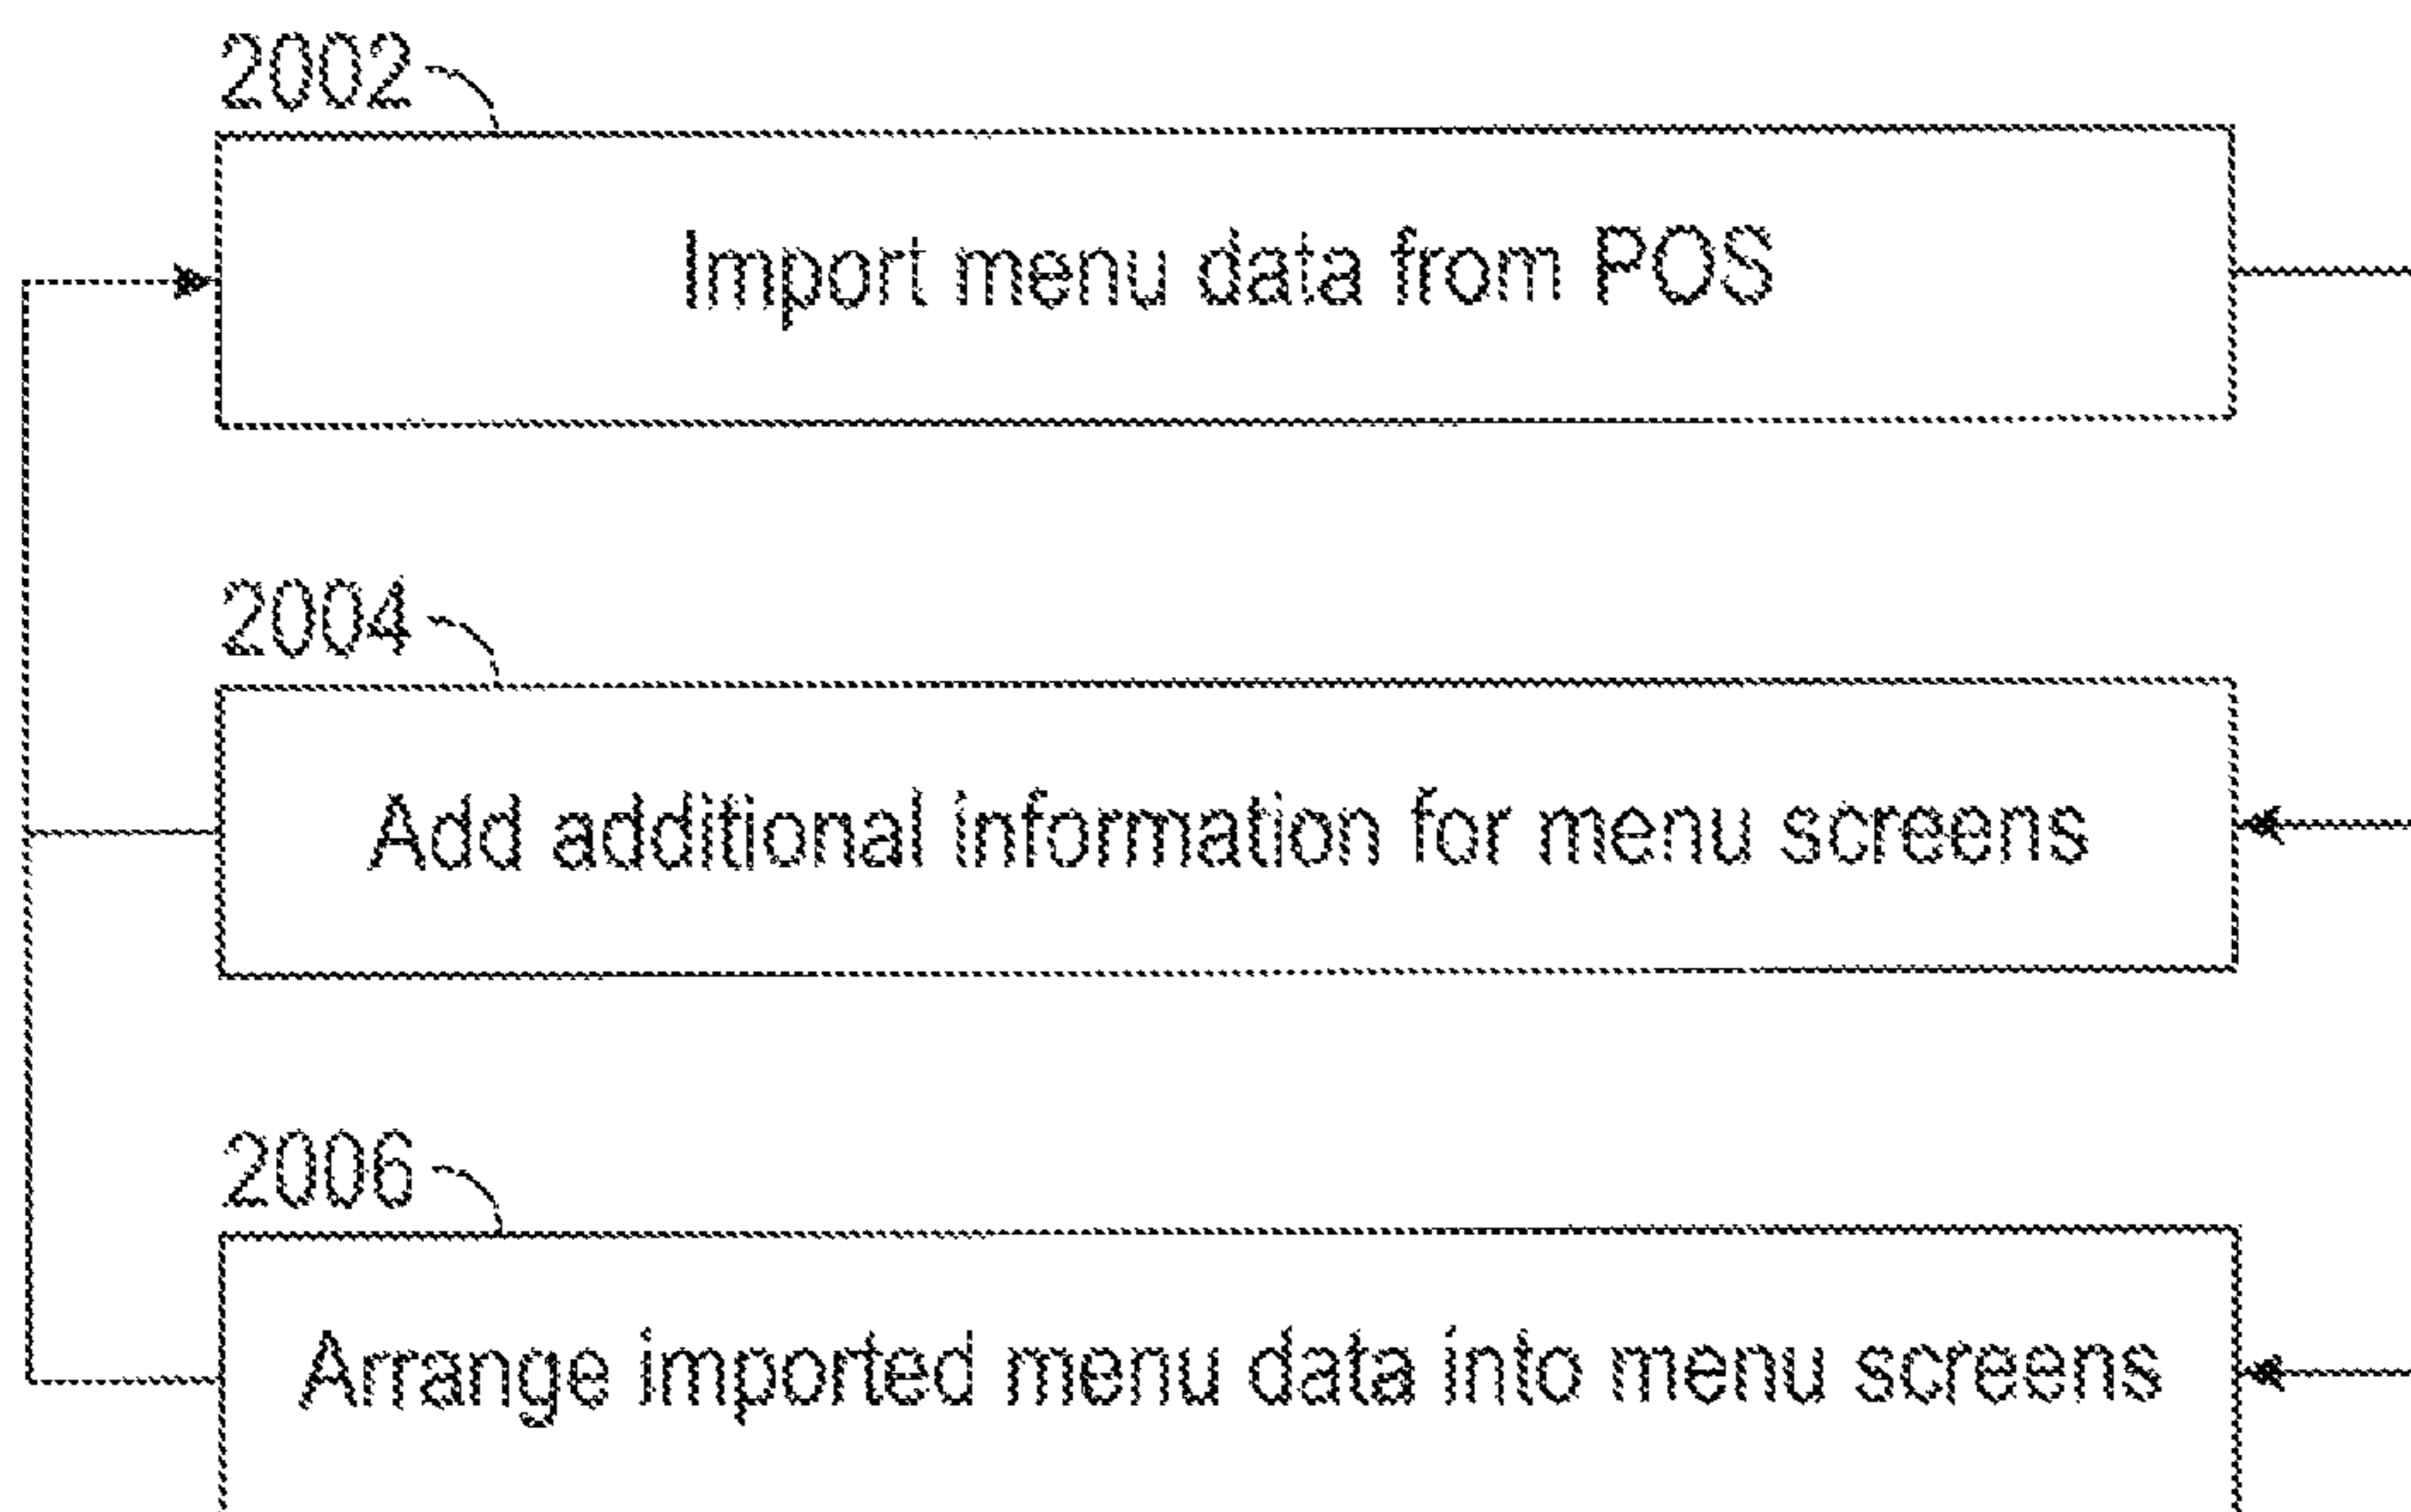 2002
Import menu data from POS
2004
Add additional information for menu screens
2006
Arrange imported menu data into menu screens